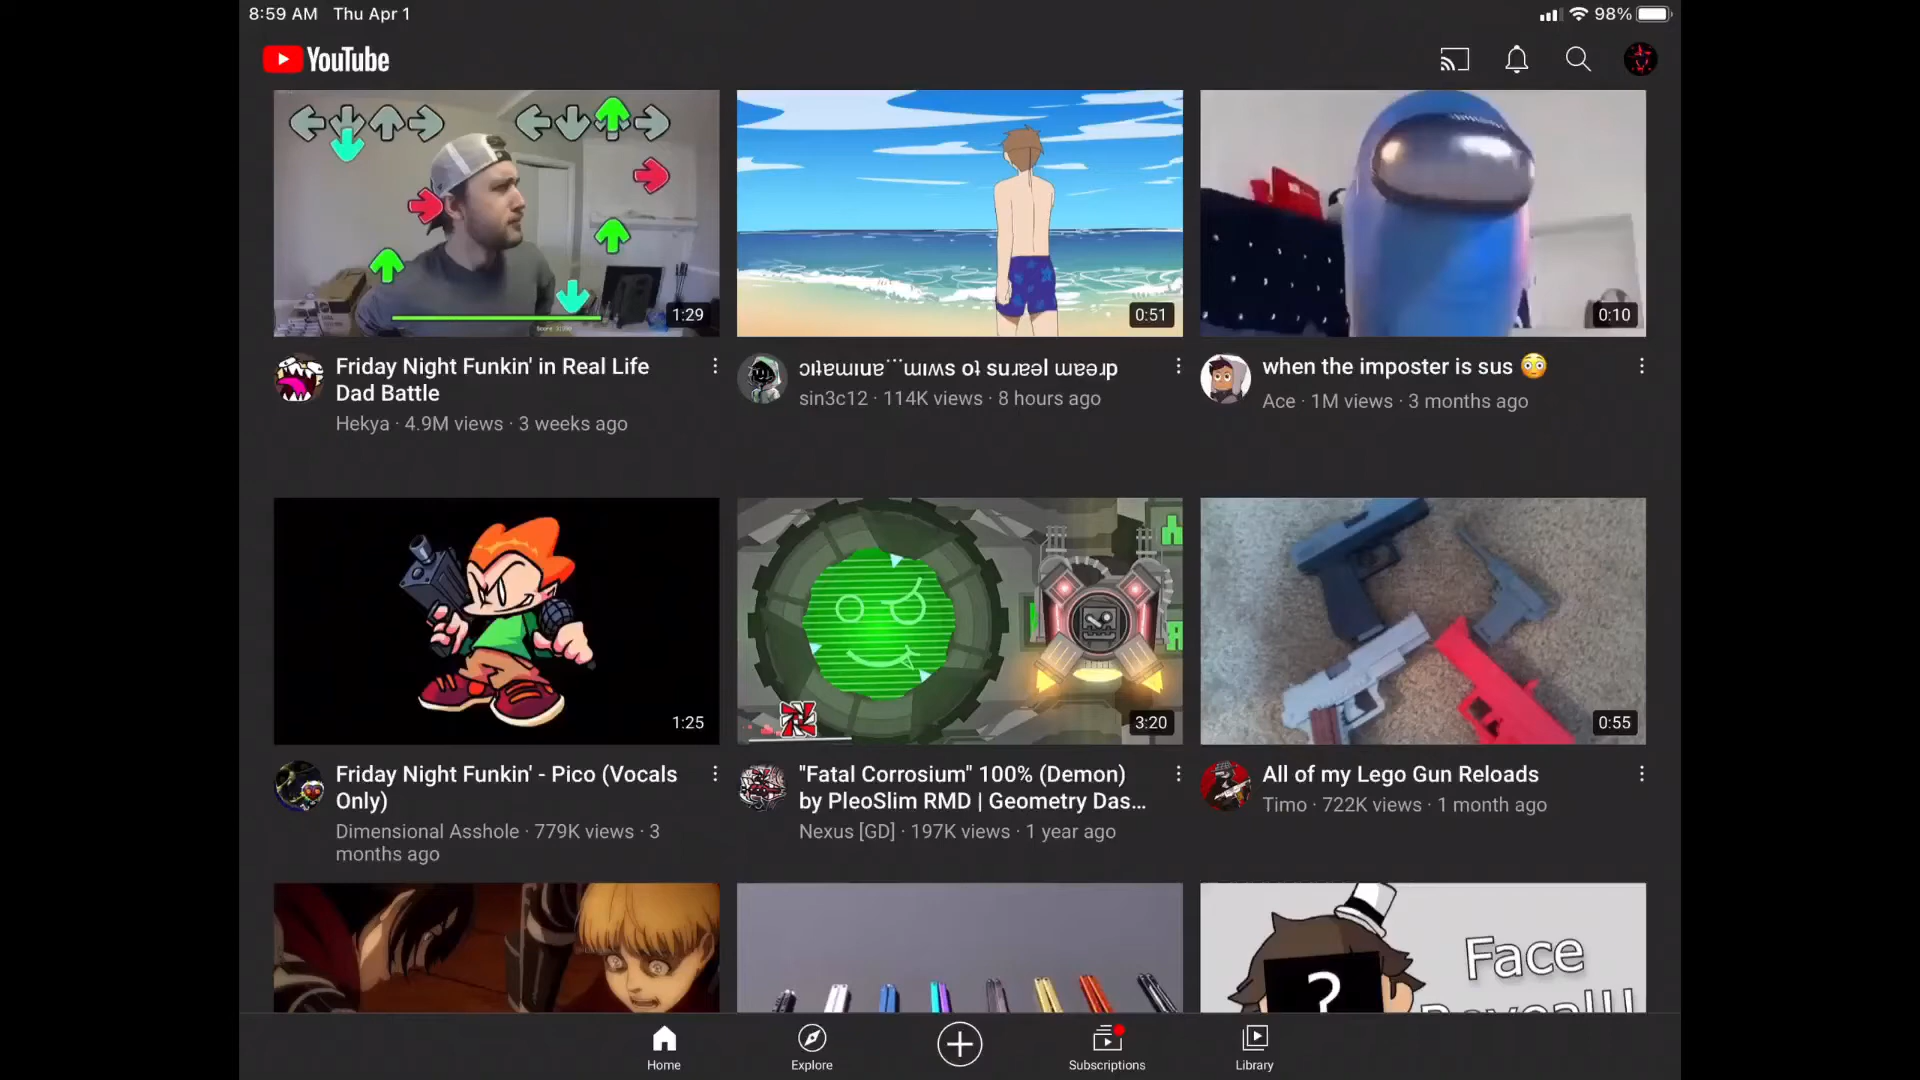 8:59 AM Thu Apr 1
98%
YouTube
1:29
0:51
0:10
Friday Night Funkin' in Real Life
Dad Battle
Hekya · 4.9M views · 3 weeks ago
sin3c12 · 114K views · 8 hours ago
when the imposter is sus 😳
Ace · 1M views · 3 months ago
1:25
3:20
0:55
Friday Night Funkin' - Pico (Vocals
Only)
Dimensional Asshole · 779K views · 3
months ago
"Fatal Corrosium" 100% (Demon)
by PleoSlim RMD | Geometry Das...
Nexus [GD] · 197K views · 1 year ago
All of my Lego Gun Reloads
Timo · 722K views · 1 month ago
?
Face
Reveal!!!
Home
Explore
Subscriptions
Library